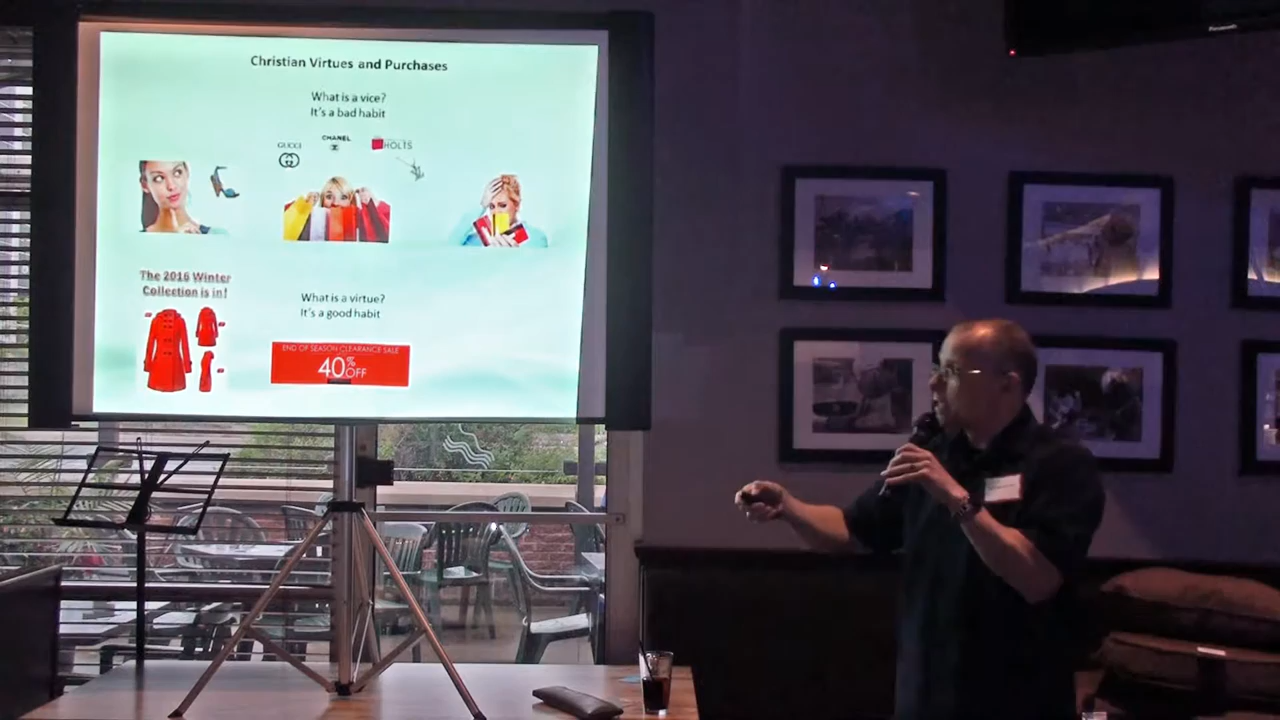 Christian Virtues and Purchases
What is a vice?
It's a bad habit
GUCCI
CHANEL
HOLTS
The 2016 Winter
Collection is in!
What is a virtue?
It's a good habit
END OF SEASON CLEARANCE SALE
40% OFF
Panasonic